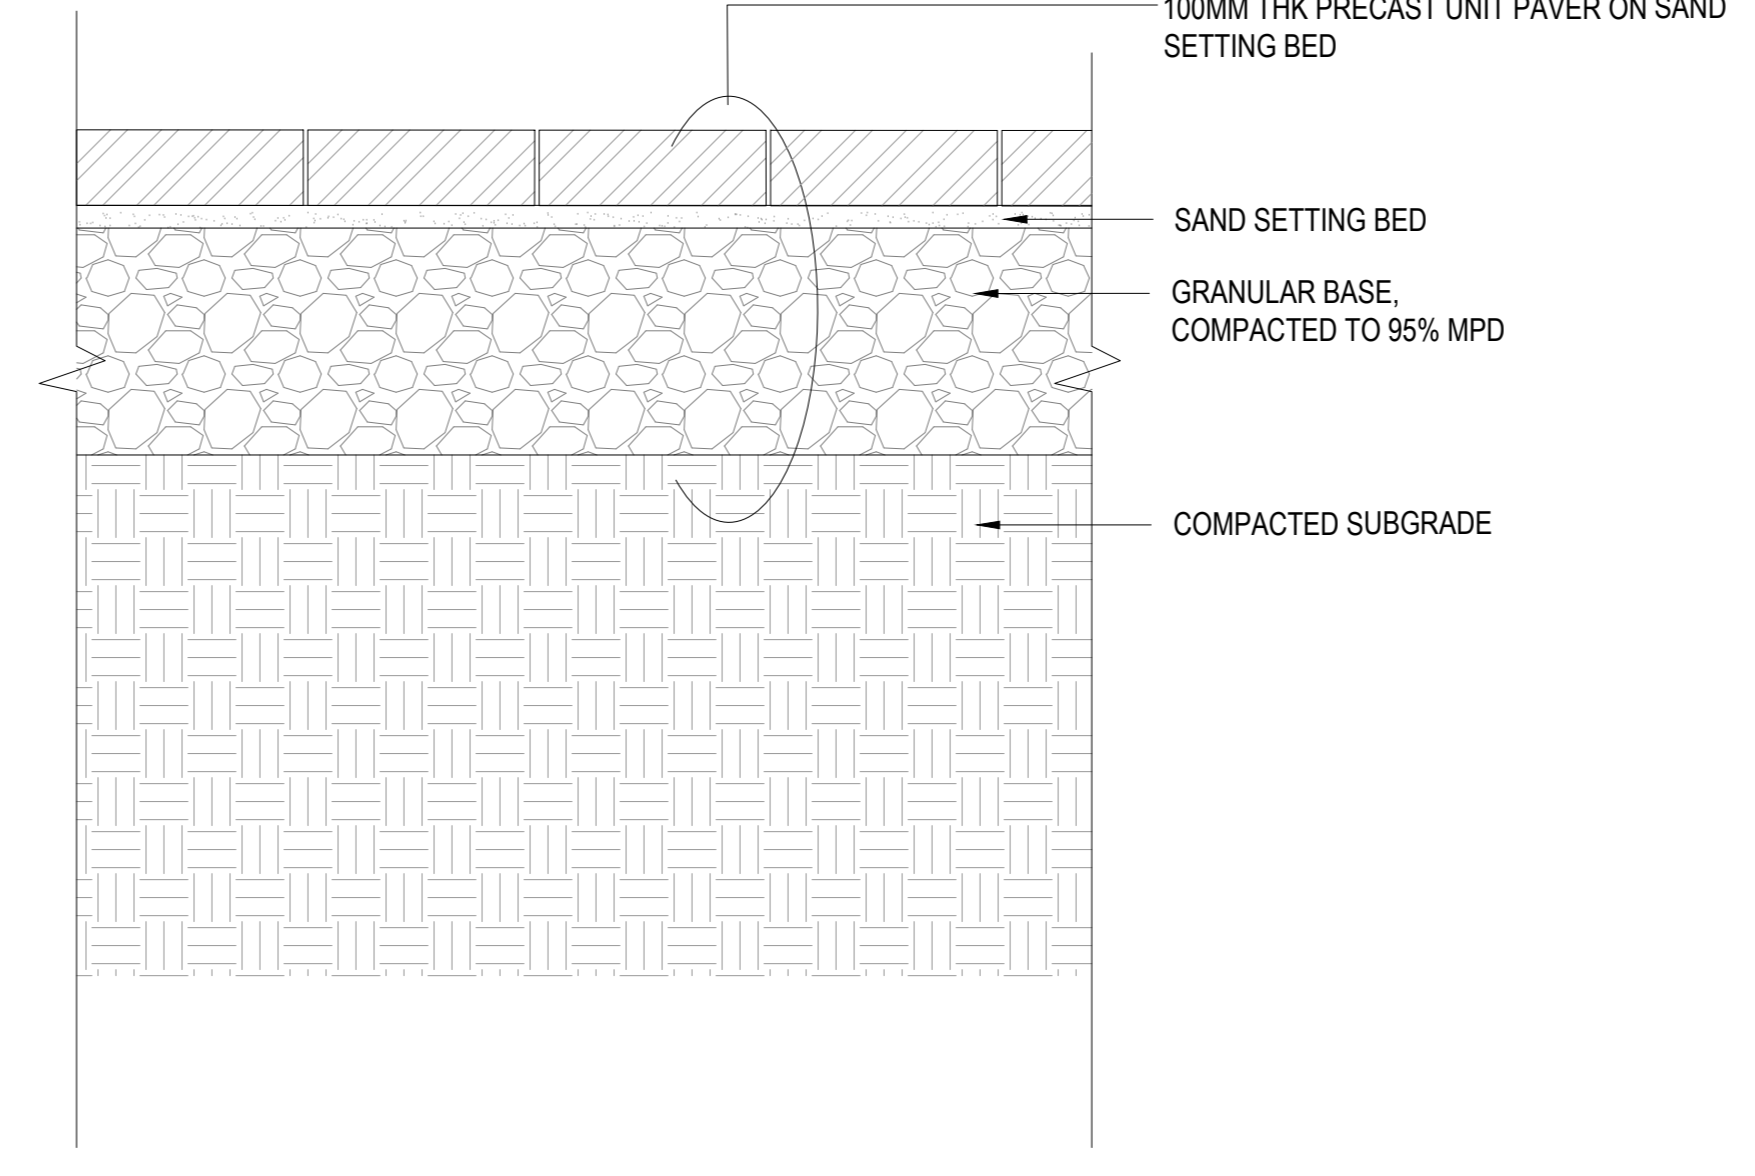 100MM THK PRECAST UNIT PAVER ON SAND
SETTING BED
SAND SETTING BED
GRANULAR BASE,
COMPACTED TO 95% MPD
COMPACTED SUBGRADE